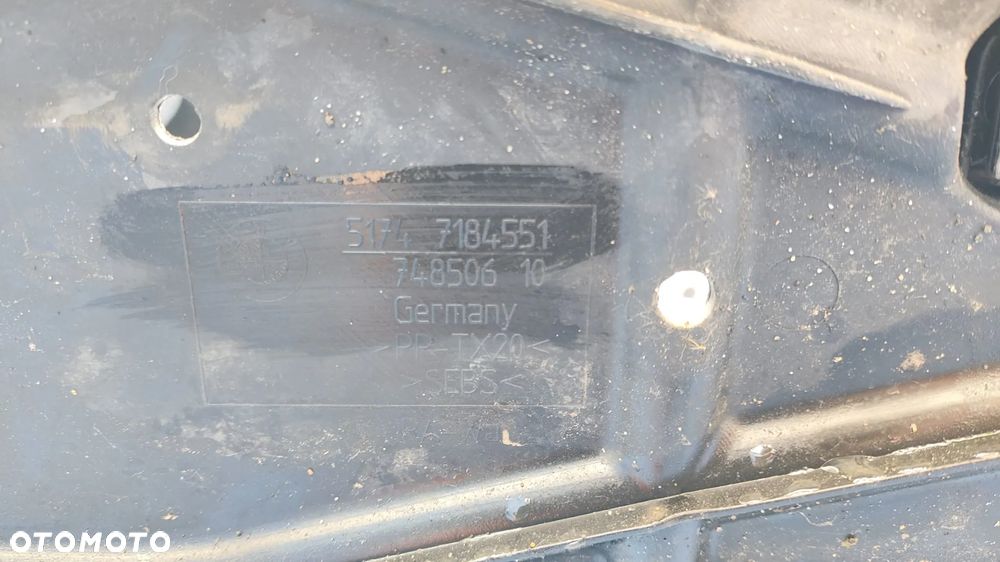 5174 7184551
748506 10
Germany
>PP-TX20<
>SEBS<
OTOMOTO